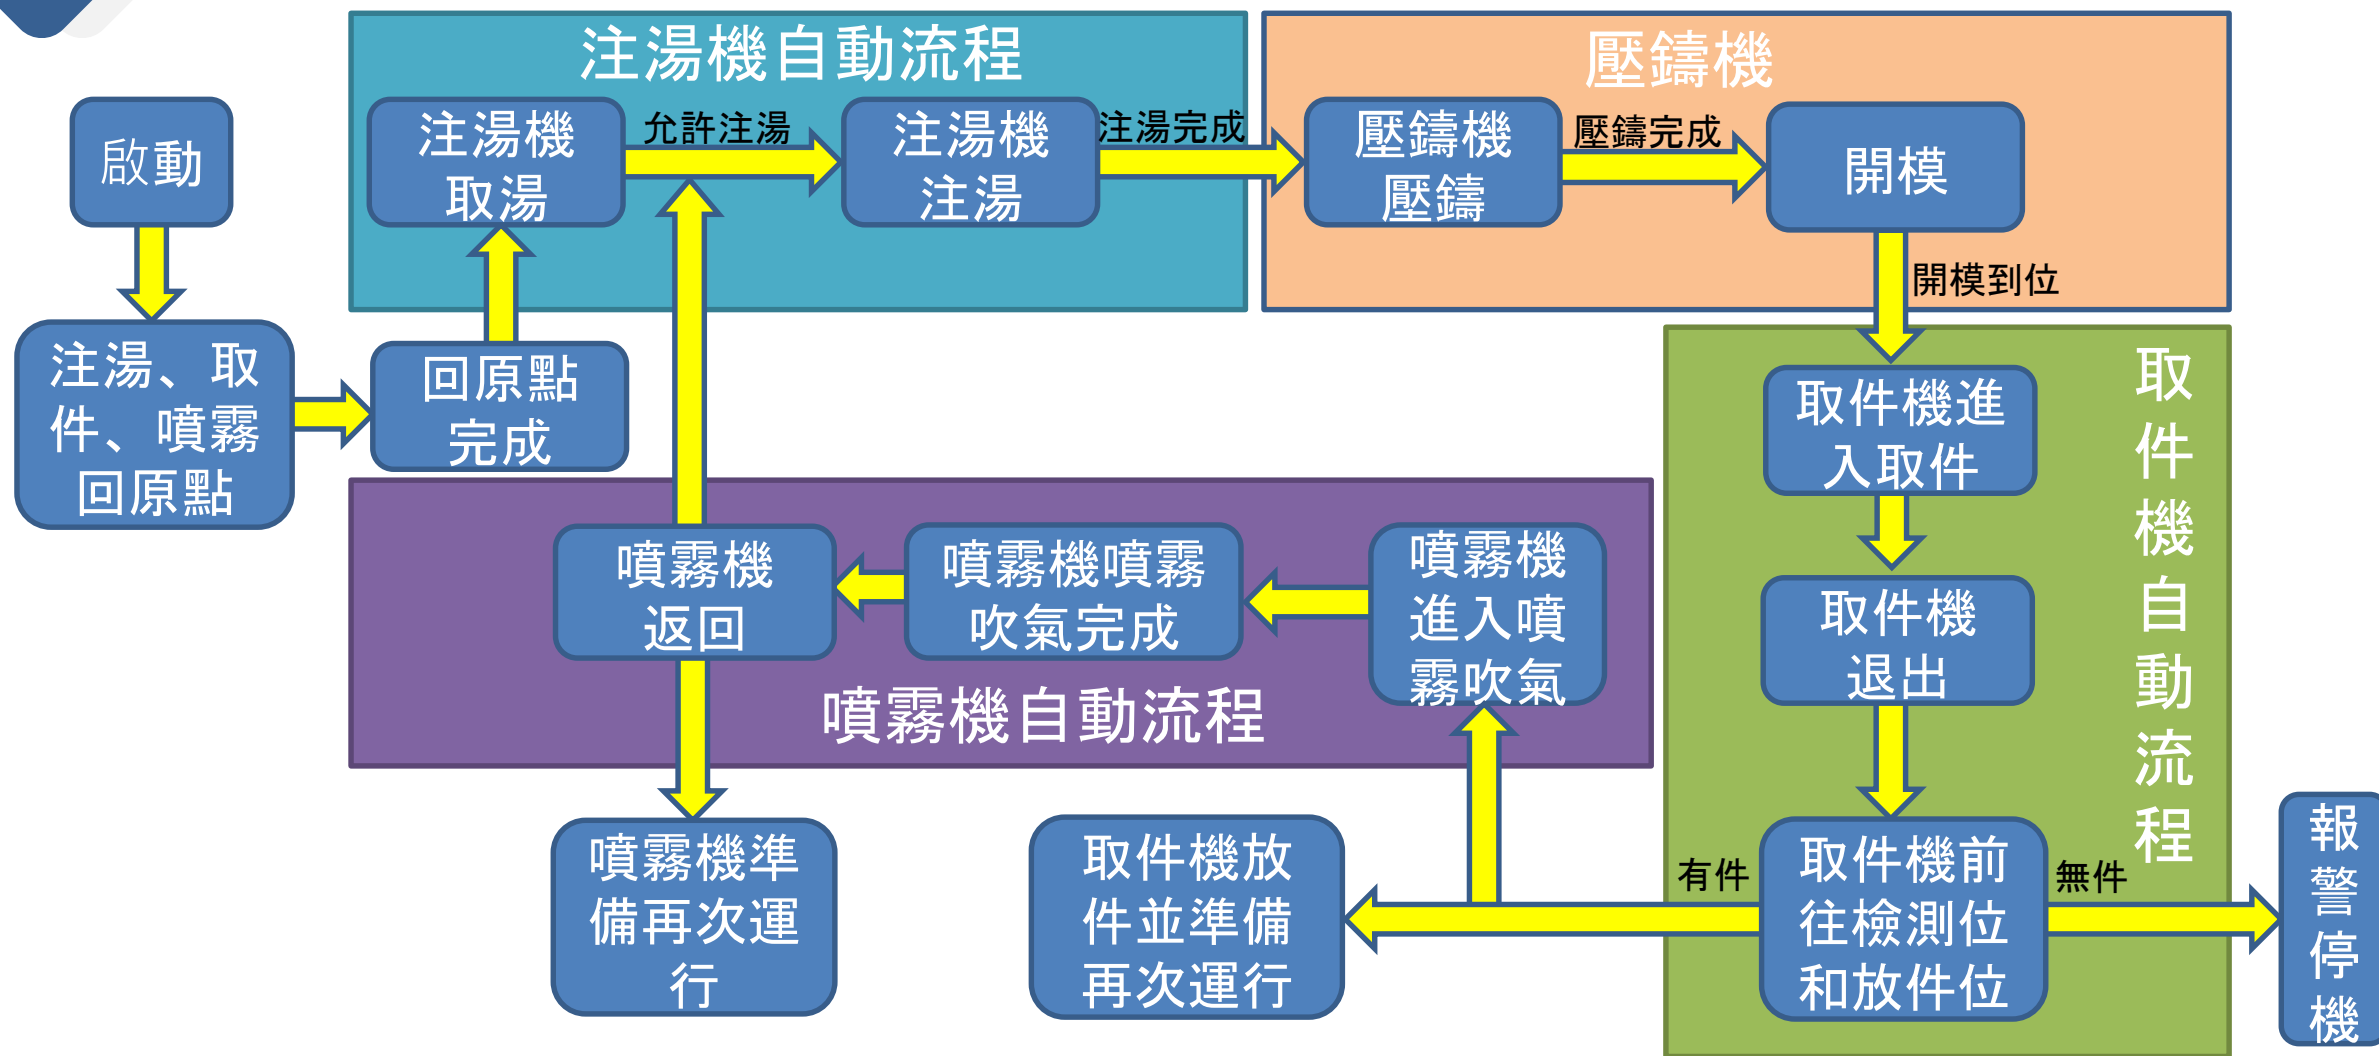 注湯機自動流程
壓鑄機
啟動
注湯機
取湯
允許注湯
注湯機
注湯
注湯完成
壓鑄機
壓鑄
壓鑄完成
開模
開模到位
注湯、取
件、噴霧
回原點
回原點
完成
取件機自動流程
取件機進
入取件
取件機
退出
噴霧機
返回
噴霧機噴霧
吹氣完成
噴霧機
進入噴
霧吹氣
噴霧機自動流程
噴霧機準
備再次運
行
取件機放
件並準備
再次運行
有件
取件機前
往檢測位
和放件位
無件
報
警
停
機